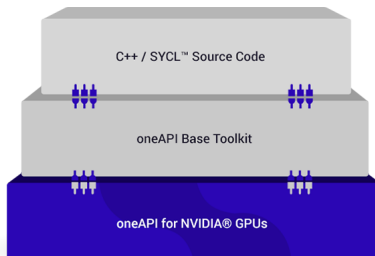 C++ / SYCL™ Source Code
oneAPI Base Toolkit
oneAPI for NVIDIA® GPUs